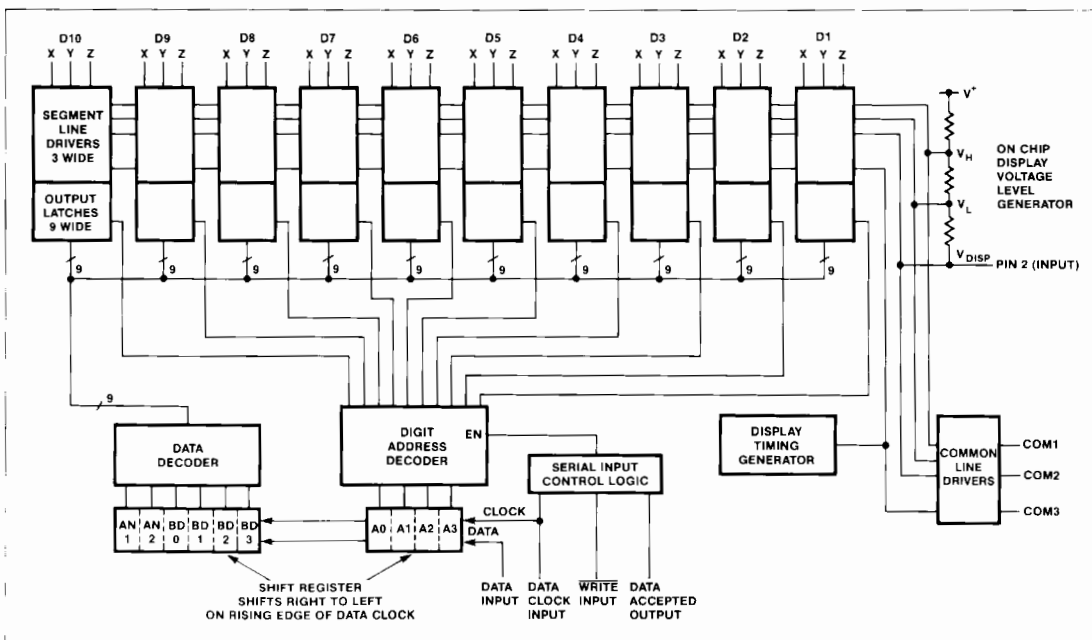 D10 D9 D8 D7 D6 D5 D4 D3 D2 D1
X Y Z X Y Z X Y Z X Y Z X Y Z X Y Z X Y Z X Y Z X Y Z X Y Z
SEGMENT
LINE
DRIVERS
3 WIDE
OUTPUT
LATCHES
9 WIDE
V+
VH
VL
VDISP
PIN 2 (INPUT)
ON CHIP
DISPLAY
VOLTAGE
LEVEL
GENERATOR
9 9 9 9 9 9 9 9 9
9
DATA
DECODER
DIGIT
ADDRESS
DECODER
EN
SERIAL INPUT
CONTROL LOGIC
DISPLAY
TIMING
GENERATOR
COMMON
LINE
DRIVERS
COM1
COM2
COM3
AN 1 AN 2 BD 0 BD 1 BD 2 BD 3
A0 A1 A2 A3
CLOCK
DATA
SHIFT REGISTER
SHIFTS RIGHT TO LEFT
ON RISING EDGE OF DATA CLOCK
DATA
INPUT
DATA
CLOCK
INPUT
WRITE
INPUT
DATA
ACCEPTED
OUTPUT